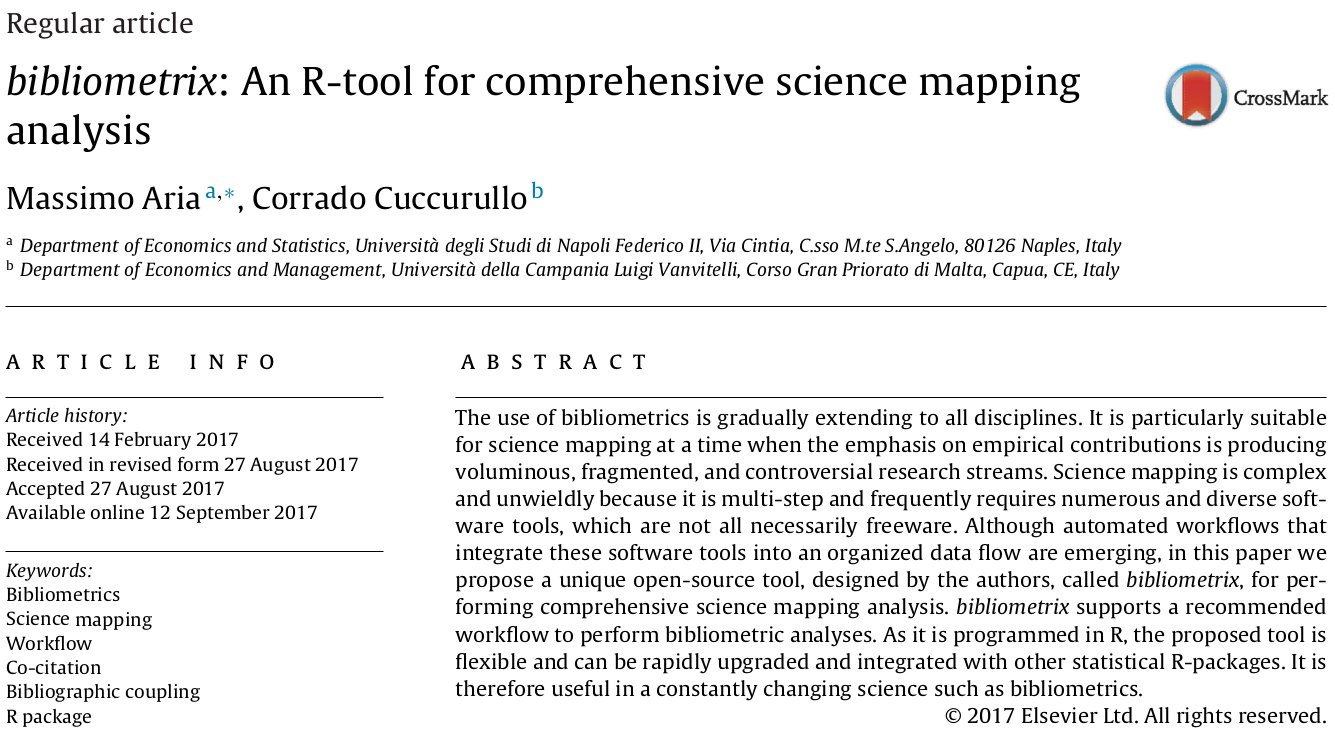 Regular article
bibliometrix: An R-tool for comprehensive science mapping
analysis
CrossMark
Massimo Aria a,*, Corrado Cuccurullo b
a Department of Economics and Statistics, Università degli Studi di Napoli Federico II, Via Cintia, C.sso M.te S.Angelo, 80126 Naples, Italy
b Department of Economics and Management, Università della Campania Luigi Vanvitelli, Corso Gran Priorato di Malta, Capua, CE, Italy
ARTICLE INFO
Article history:
Received 14 February 2017
Received in revised form 27 August 2017
Accepted 27 August 2017
Available online 12 September 2017
Keywords:
Bibliometrics
Science mapping
Workflow
Co-citation
Bibliographic coupling
R package
ABSTRACT
The use of bibliometrics is gradually extending to all disciplines. It is particularly suitable
for science mapping at a time when the emphasis on empirical contributions is producing
voluminous, fragmented, and controversial research streams. Science mapping is complex
and unwieldly because it is multi-step and frequently requires numerous and diverse soft-
ware tools, which are not all necessarily freeware. Although automated workflows that
integrate these software tools into an organized data flow are emerging, in this paper we
propose a unique open-source tool, designed by the authors, called bibliometrix, for per-
forming comprehensive science mapping analysis. bibliometrix supports a recommended
workflow to perform bibliometric analyses. As it is programmed in R, the proposed tool is
flexible and can be rapidly upgraded and integrated with other statistical R-packages. It is
therefore useful in a constantly changing science such as bibliometrics.
© 2017 Elsevier Ltd. All rights reserved.